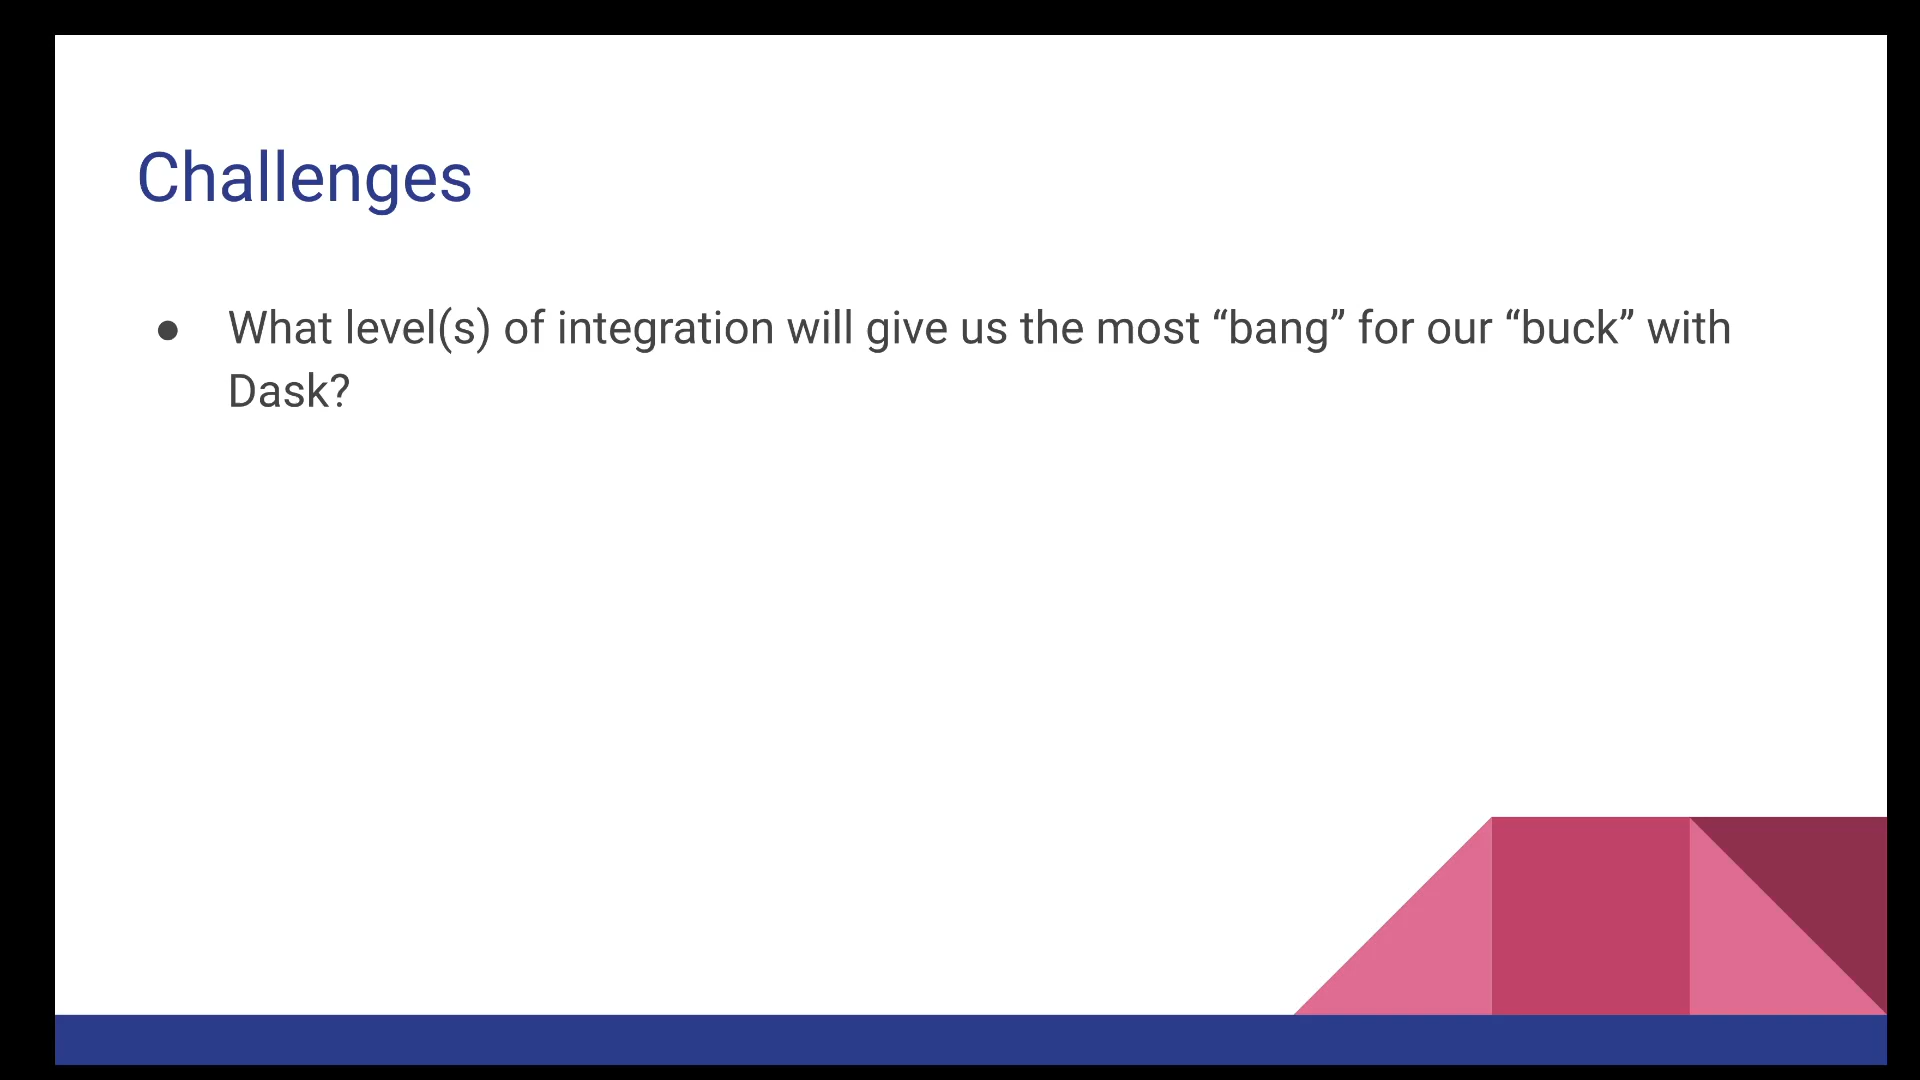 Challenges
● What level(s) of integration will give us the most “bang” for our “buck” with
Dask?